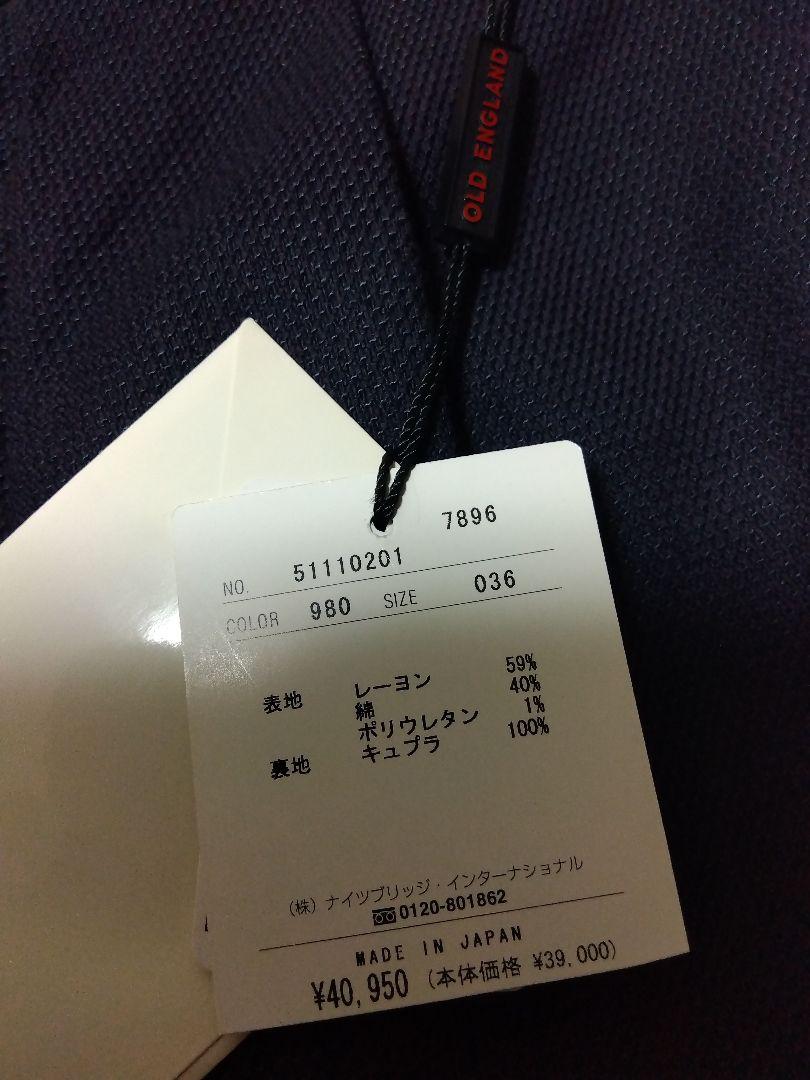 OLD ENGLAND
7896
NO. 51110201
COLOR 980 SIZE 036
表地 レーヨン 59%
綿 40%
ポリウレタン 1%
裏地 キュプラ 100%
(株) ナイツブリッジ・インターナショナル
0120-801862
MADE IN JAPAN
¥40,950 (本体価格 ¥39,000)